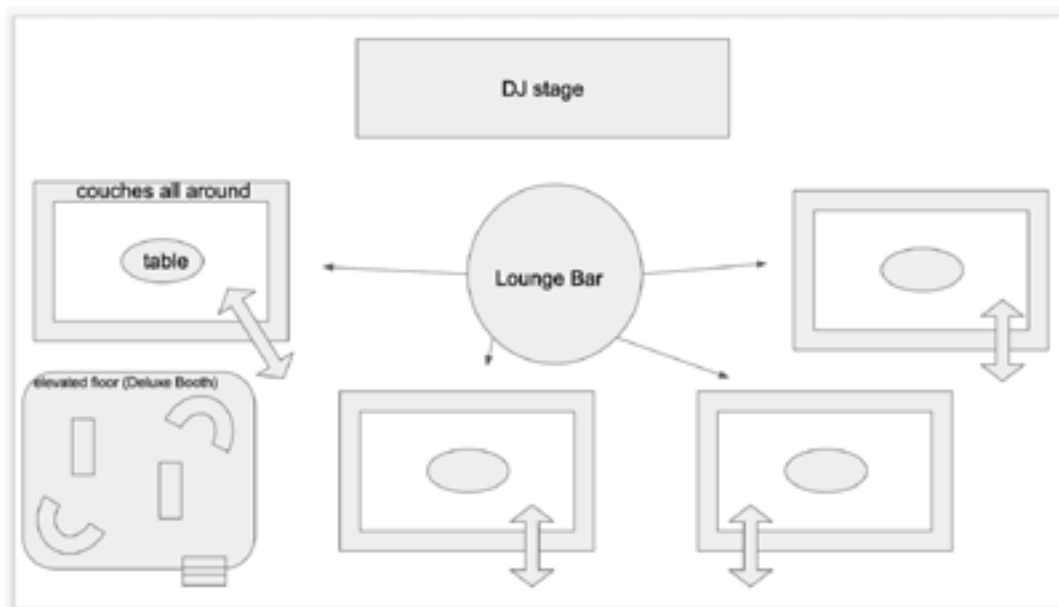 DJ stage
couches all around
table
Lounge Bar
elevated floor (Deluxe Booth)